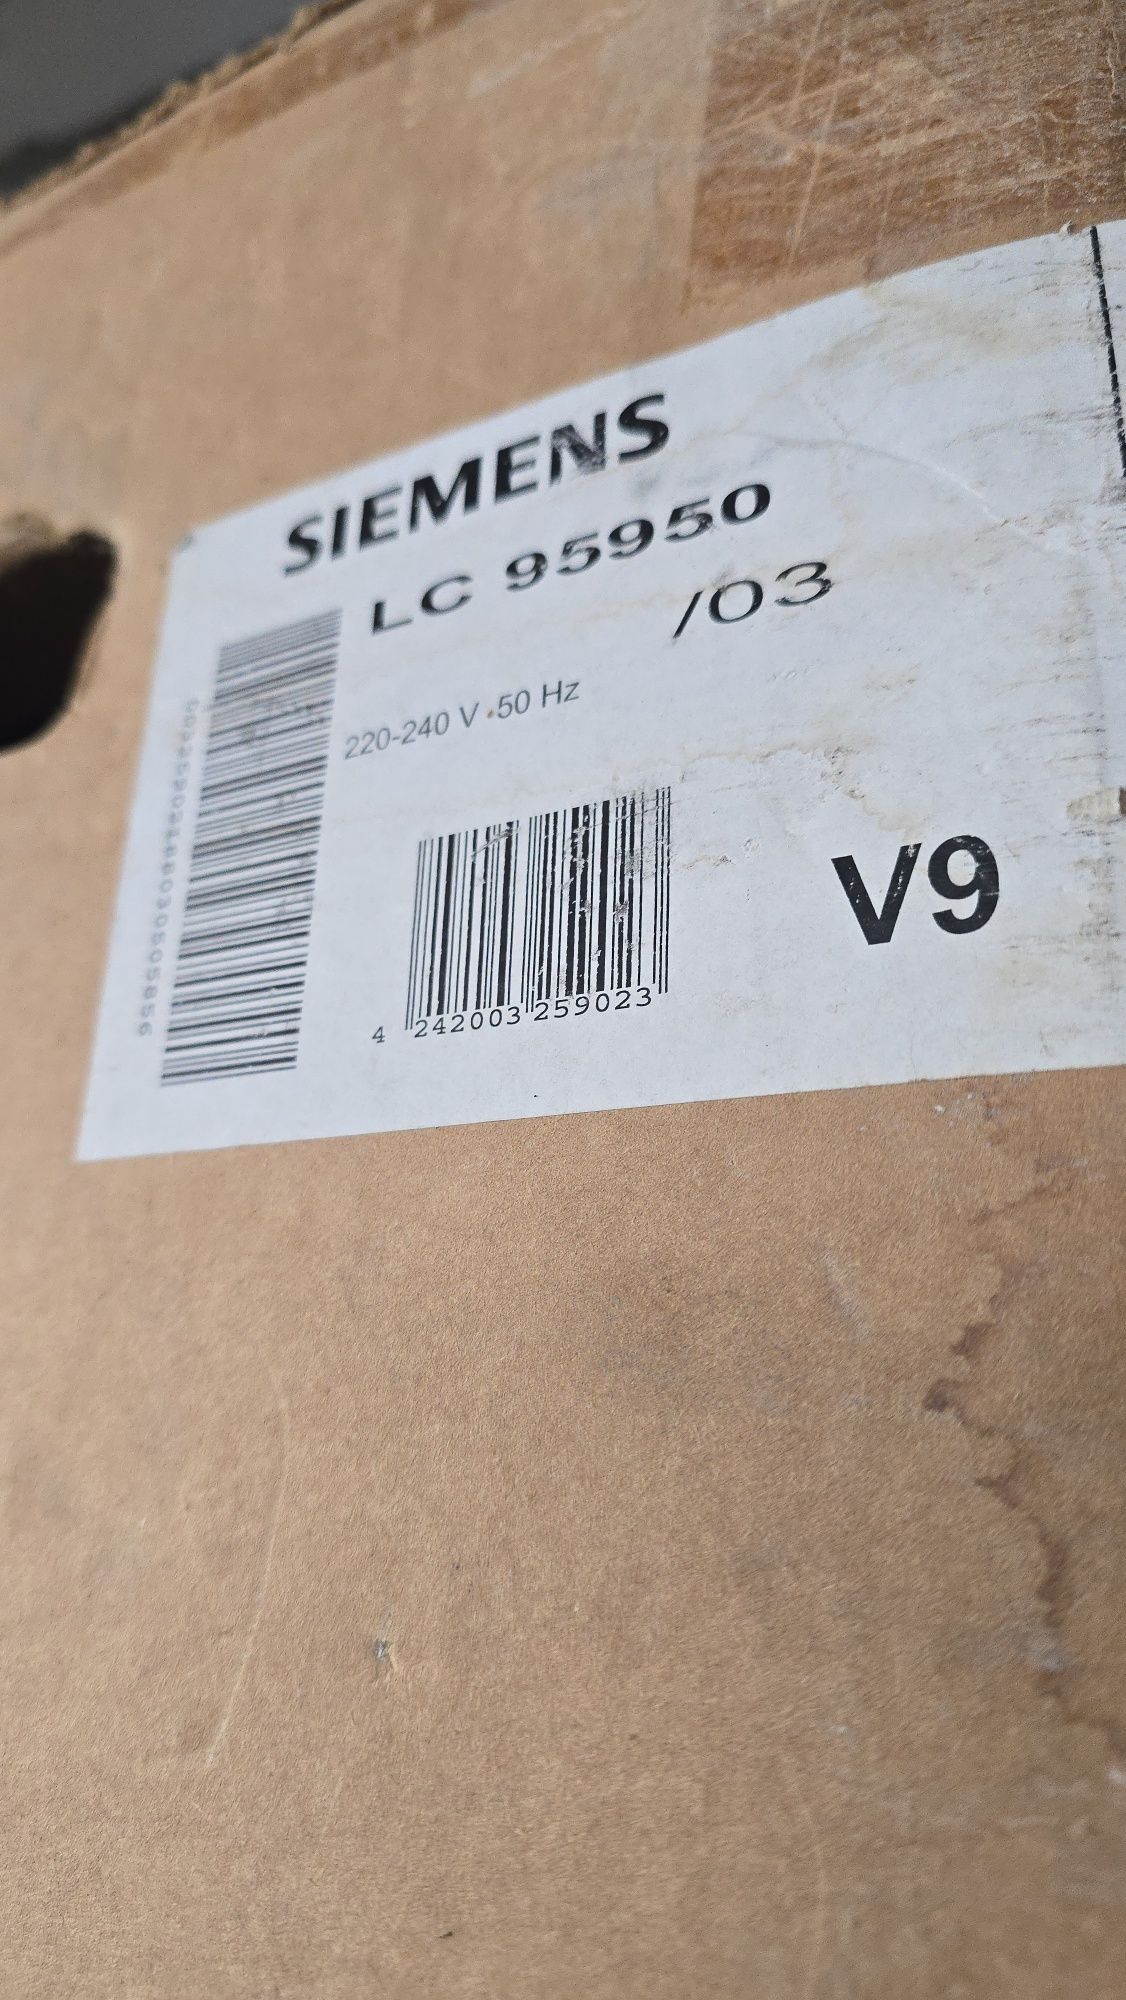 SIEMENS
LC 95950
/03
220-240 V 50 Hz
4 242003 259023
V9